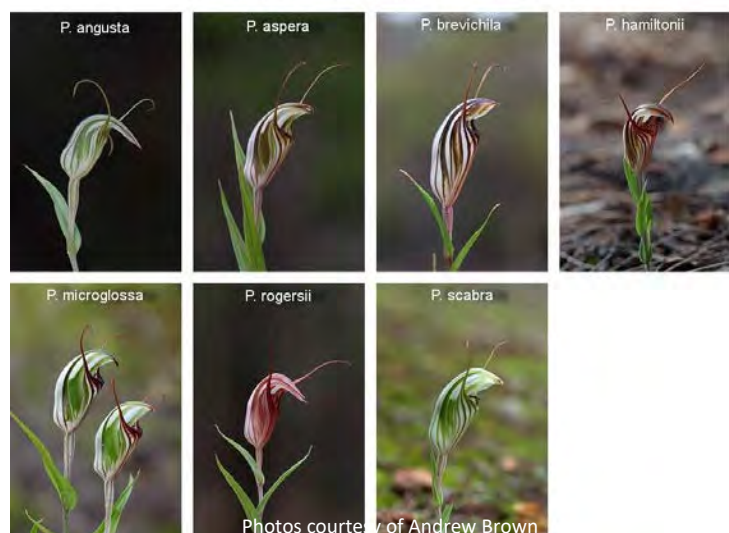 P. angusta
P. aspera
P. brevichila
P. hamiltonii
P. microglossa
P. rogersii
P. scabra
Photos courtesy of Andrew Brown